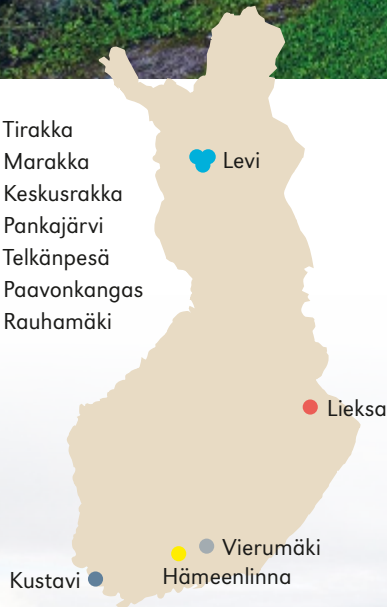 Tirakka
Marakka
Keskusrakka
Pankajärvi
Telkänpesä
Paavonkangas
Rauhamäki
Levi
Lieksa
Vierumäki
Hämeenlinna
Kustavi